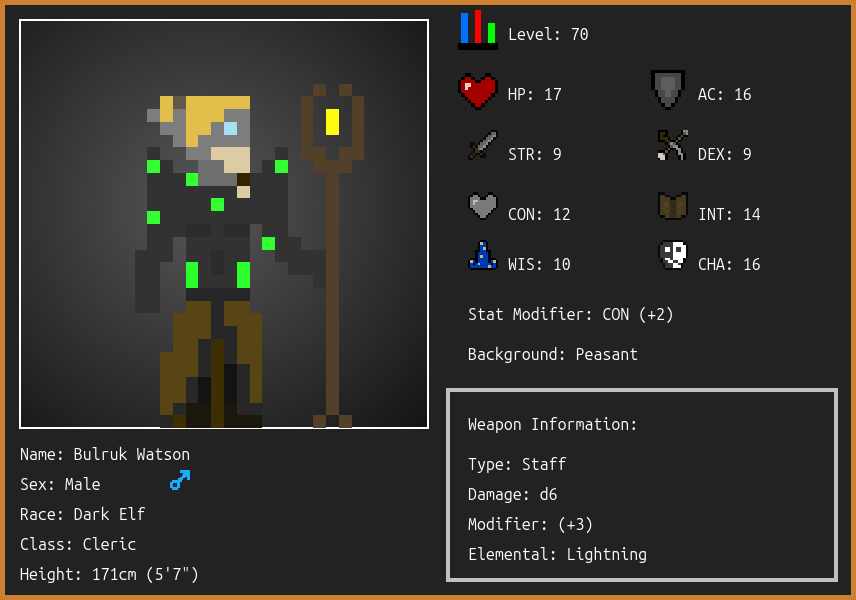 Level: 70
HP: 17
AC: 16
STR: 9
DEX: 9
CON: 12
INT: 14
WIS: 10
CHA: 16
Stat Modifier: CON (+2)
Background: Peasant
Name: Bulruk Watson
Sex: Male
Race: Dark Elf
Class: Cleric
Height: 171cm (5'7")
Weapon Information:
Type: Staff
Damage: d6
Modifier: (+3)
Elemental: Lightning